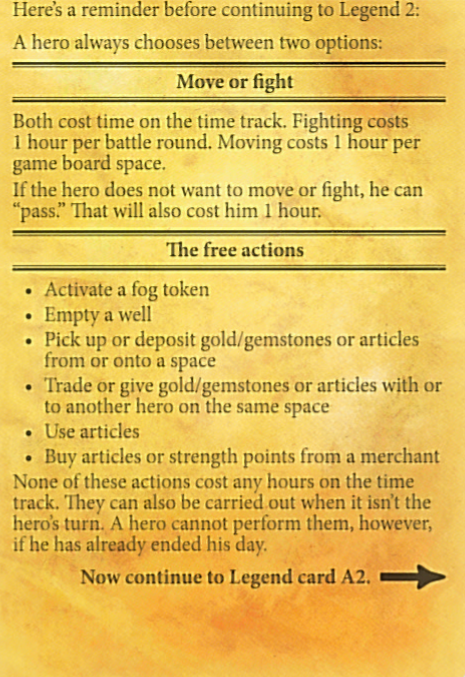 Here's a reminder before continuing to Legend 2:
A hero always chooses between two options:
Move or fight
Both cost time on the time track. Fighting costs
1 hour per battle round. Moving costs 1 hour per
game board space.
If the hero does not want to move or fight, he can
“pass.” That will also cost him 1 hour.
The free actions
• Activate a fog token
• Empty a well
• Pick up or deposit gold/gemstones or articles
from or onto a space
• Trade or give gold/gemstones or articles with or
to another hero on the same space
• Use articles
• Buy articles or strength points from a merchant
None of these actions cost any hours on the time
track. They can also be carried out when it isn't the
hero's turn. A hero cannot perform them, however,
if he has already ended his day.
Now continue to Legend card A2.